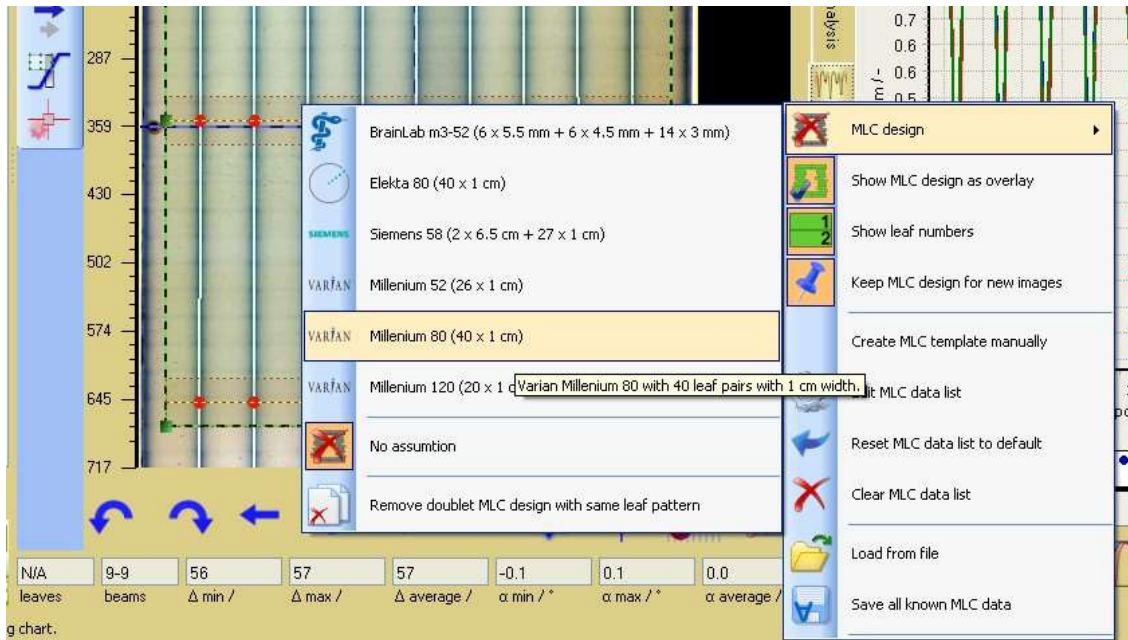 287
359
430
502
574
645
717
alysis
0.7
0.6
0.6
0.5
BrainLab m3-52 (6 x 5.5 mm + 6 x 4.5 mm + 14 x 3 mm)
Elekta 80 (40 x 1 cm)
SIEMENS Siemens 58 (2 x 6.5 cm + 27 x 1 cm)
VARIAN Millenium 52 (26 x 1 cm)
VARIAN Millenium 80 (40 x 1 cm)
VARIAN Millenium 120 (20 x 1 c
Varian Millenium 80 with 40 leaf pairs with 1 cm width.
No assumtion
Remove doublet MLC design with same leaf pattern
MLC design
Show MLC design as overlay
1
2
Show leaf numbers
Keep MLC design for new images
Create MLC template manually
dit MLC data list
Reset MLC data list to default
Clear MLC data list
Load from file
Save all known MLC data
N/A 9-9 56 57 57 -0.1 0.1 0.0
leaves beams Δ min / Δ max / Δ average / α min / ° α max / ° α average /
g chart.